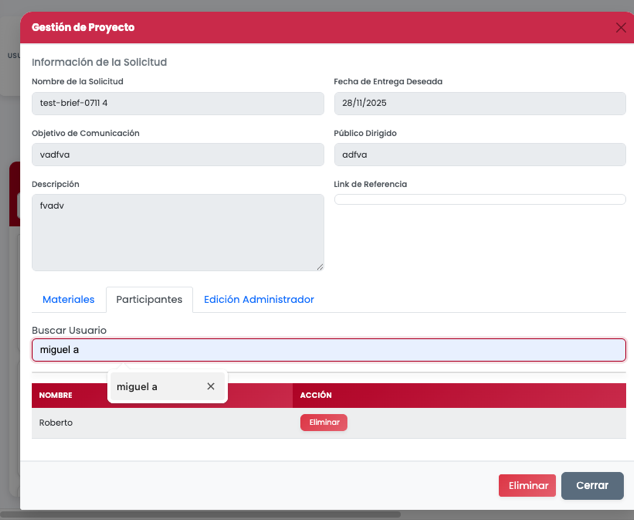 usu
Gestión de Proyecto
Información de la Solicitud
Nombre de la Solicitud
Fecha de Entrega Deseada
test-brief-0711 4
28/11/2025
Objetivo de Comunicación
Público Dirigido
vadfva
adfva
Descripción
Link de Referencia
fvadv
Materiales
Participantes
Edición Administrador
Buscar Usuario
miguel a
miguel a
NOMBRE
ACCIÓN
Roberto
Eliminar
Eliminar
Cerrar